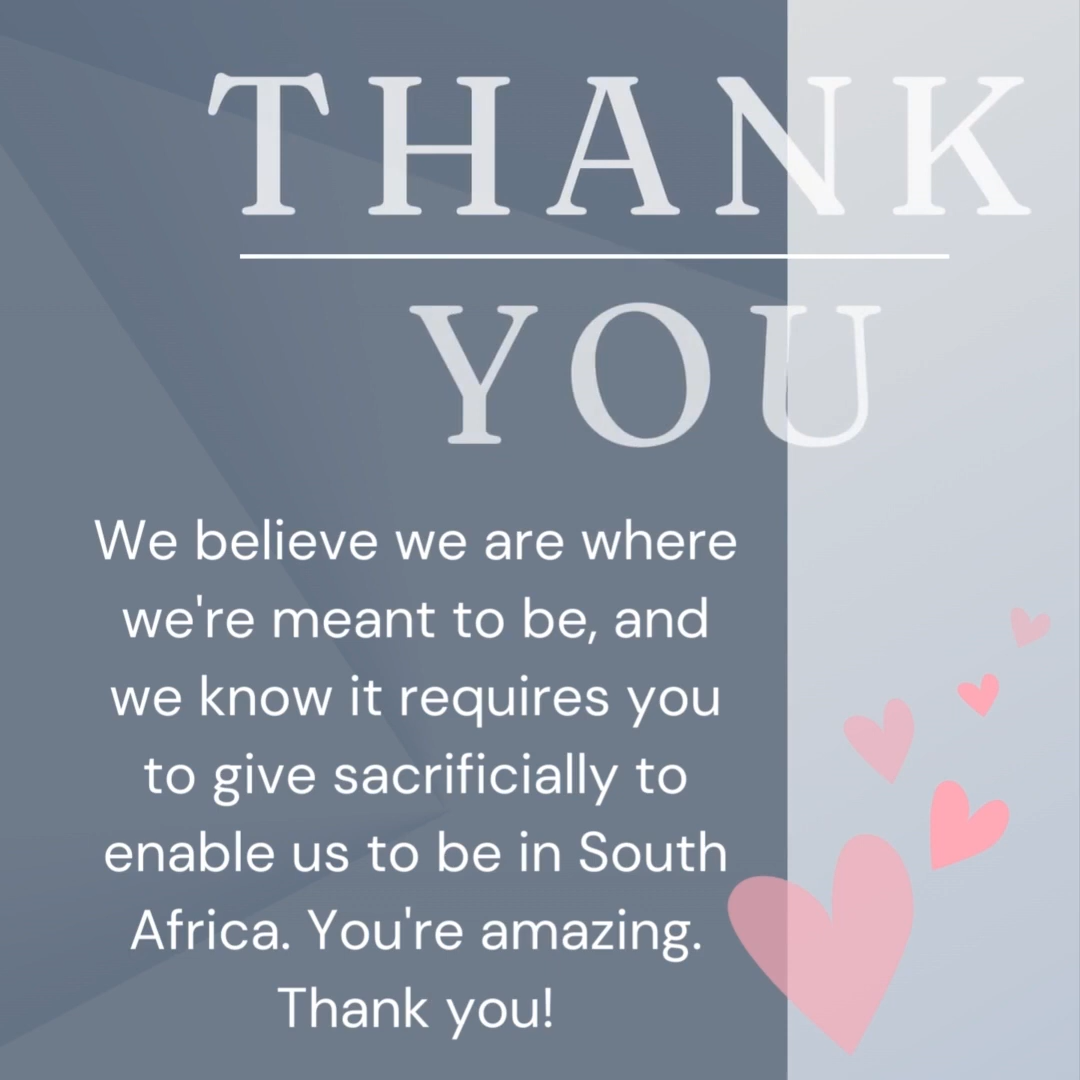 THANK
YOU
We believe we are where
we're meant to be, and
we know it requires you
to give sacrificially to
enable us to be in South
Africa. You're amazing.
Thank you!